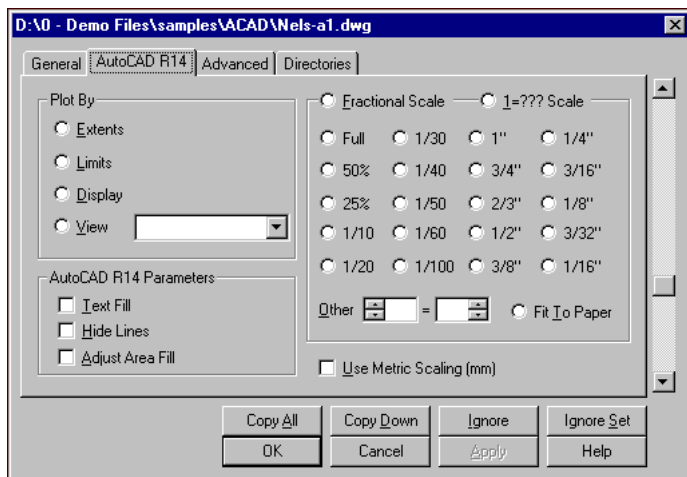 D:\0 - Demo Files\samples\ACAD\Nels-a1.dwg
General AutoCAD R14 Advanced Directories
Plot By
Extents
Limits
Display
View
AutoCAD R14 Parameters
Text Fill
Hide Lines
Adjust Area Fill
Fractional Scale 1=??? Scale
Full 1/30 1" 1/4"
50% 1/40 3/4" 3/16"
25% 1/50 2/3" 1/8"
1/10 1/60 1/2" 3/32"
1/20 1/100 3/8" 1/16"
Other = Fit To Paper
Use Metric Scaling (mm)
Copy All Copy Down Ignore Ignore Set
OK Cancel Apply Help